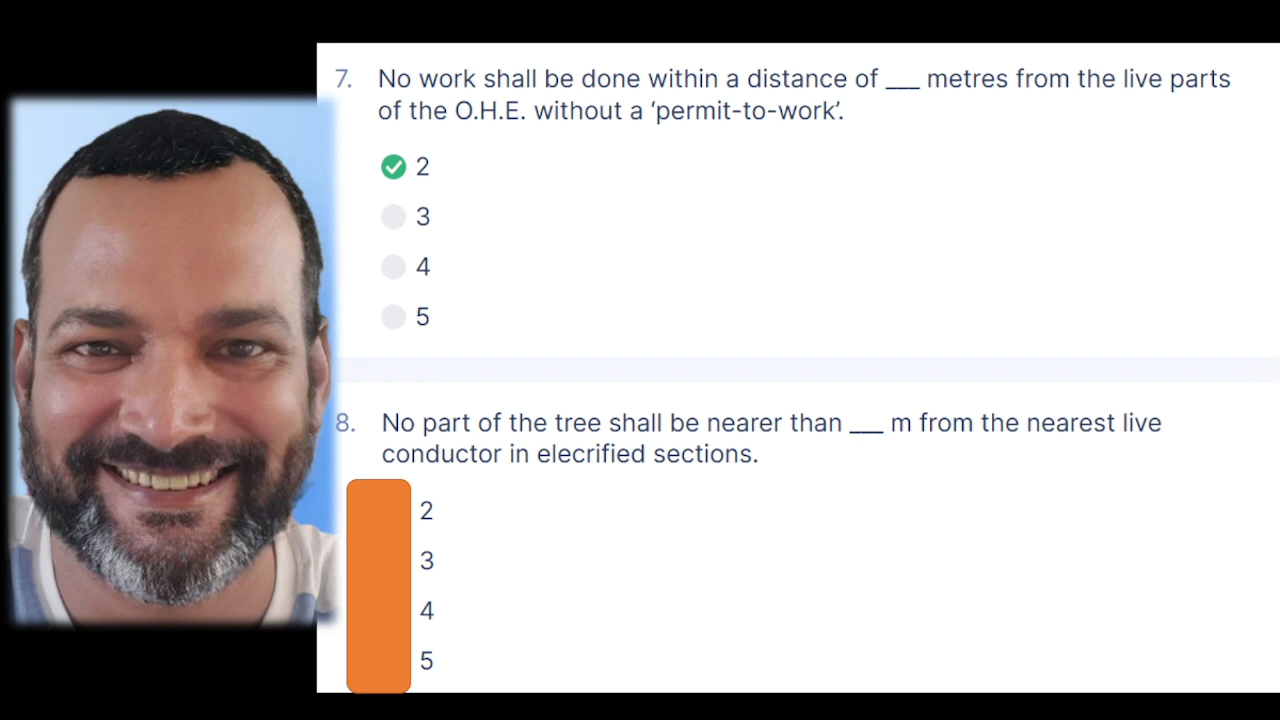 7. No work shall be done within a distance of ___ metres from the live parts
of the O.H.E. without a ‘permit-to-work’.
2
3
4
5
8. No part of the tree shall be nearer than ___ m from the nearest live
conductor in elecrified sections.
2
3
4
5